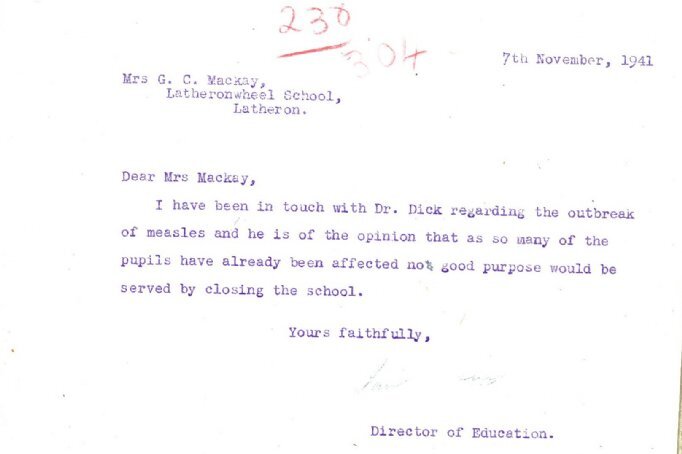 230
304
7th November, 1941
Mrs G. C. Mackay,
Latheronwheel School,
Latheron.
Dear Mrs Mackay,
I have been in touch with Dr. Dick regarding the outbreak
of measles and he is of the opinion that as so many of the
pupils have already been affected not good purpose would be
served by closing the school.
Yours faithfully,
Director of Education.